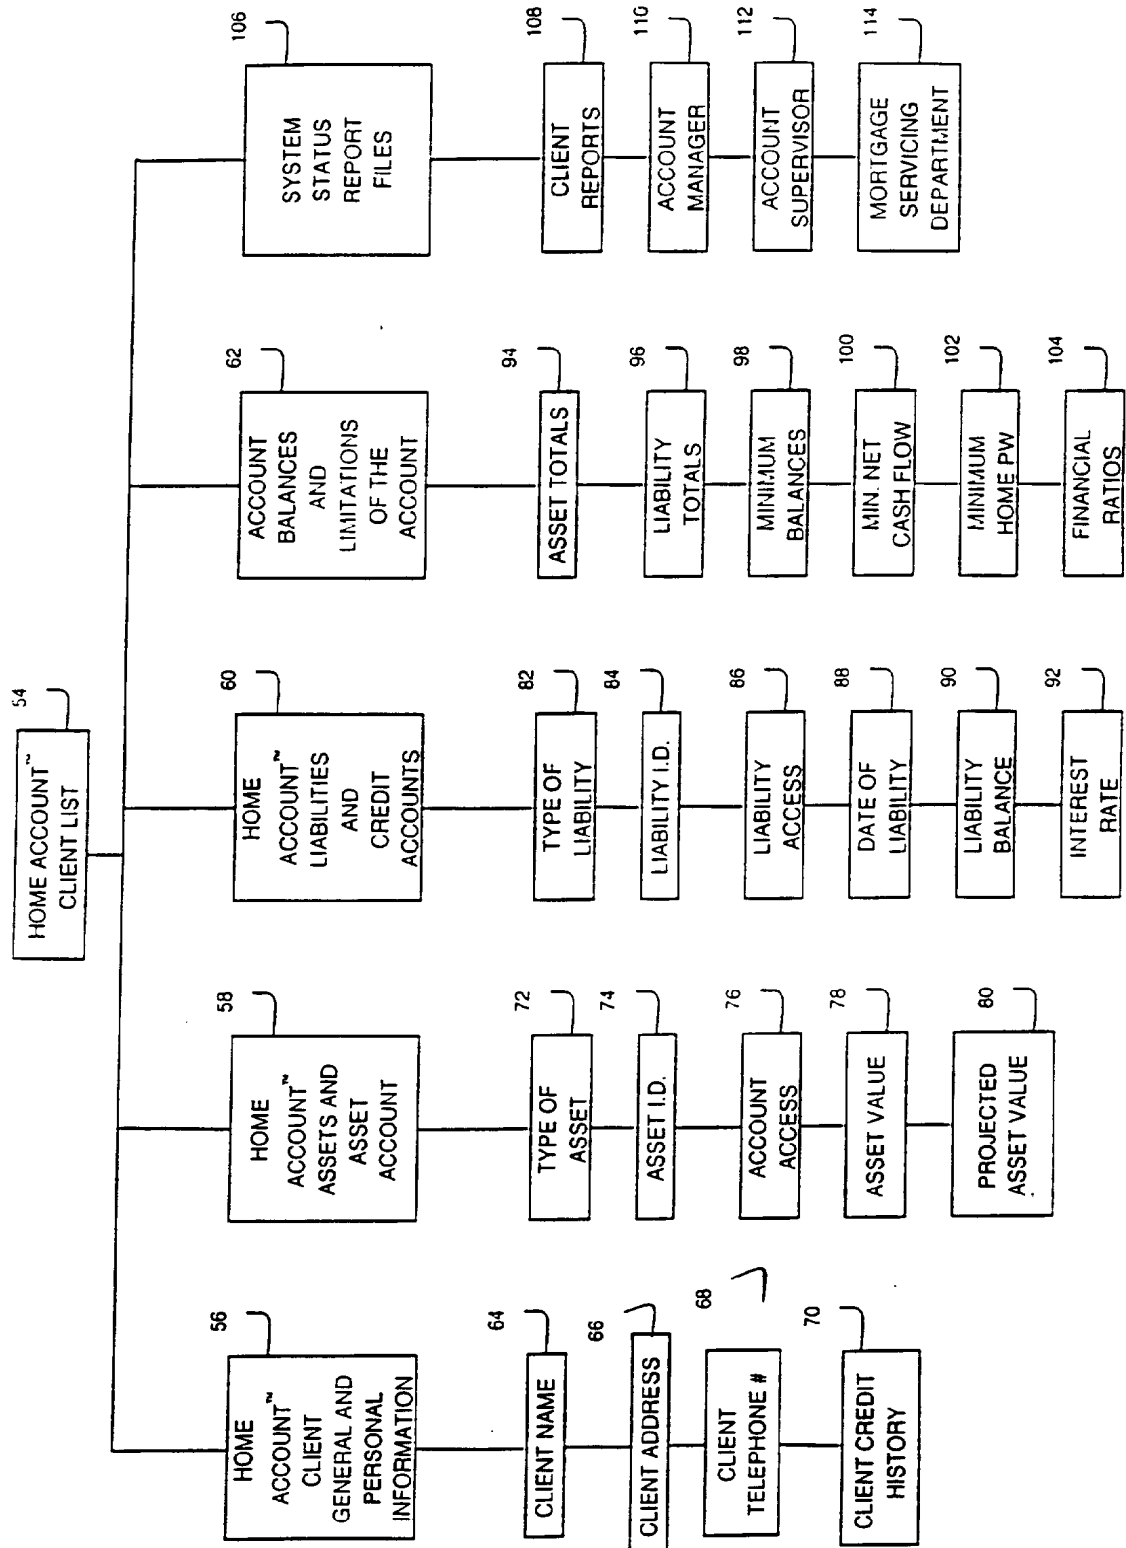 54
HOME ACCOUNT™
CLIENT LIST
56
HOME
ACCOUNT™
CLIENT
GENERAL AND
PERSONAL
INFORMATION
64
CLIENT NAME
66
CLIENT ADDRESS
68
CLIENT
TELEPHONE #
70
CLIENT CREDIT
HISTORY
58
HOME
ACCOUNT™
ASSETS AND
ASSET
ACCOUNT
72
TYPE OF
ASSET
74
ASSET I.D.
76
ACCOUNT
ACCESS
78
ASSET VALUE
80
PROJECTED
ASSET VALUE
60
HOME
ACCOUNT™
LIABILITIES
AND
CREDIT
ACCOUNTS
82
TYPE OF
LIABILITY
84
LIABILITY I.D.
86
LIABILITY
ACCESS
88
DATE OF
LIABILITY
90
LIABILITY
BALANCE
92
INTEREST
RATE
62
ACCOUNT
BALANCES
AND
LIMITATIONS
OF THE
ACCOUNT
94
ASSET TOTALS
96
LIABILITY
TOTALS
98
MINIMUM
BALANCES
100
MIN. NET
CASH FLOW
102
MINIMUM
HOME PW
104
FINANCIAL
RATIOS
106
SYSTEM
STATUS
REPORT
FILES
108
CLIENT
REPORTS
110
ACCOUNT
MANAGER
112
ACCOUNT
SUPERVISOR
114
MORTGAGE
SERVICING
DEPARTMENT